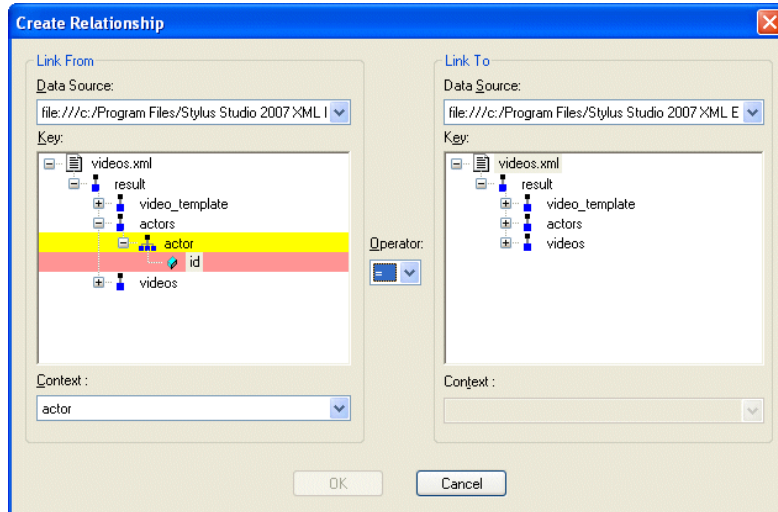 Create Relationship
Link From
Data Source:
file:///c:/Program Files/Stylus Studio 2007 XML I
Key:
videos.xml
result
video_template
actors
actor
id
videos
Context :
actor
Operator:
=
Link To
Data Source:
file:///c:/Program Files/Stylus Studio 2007 XML E
Key:
videos.xml
result
video_template
actors
videos
Context :
OK
Cancel